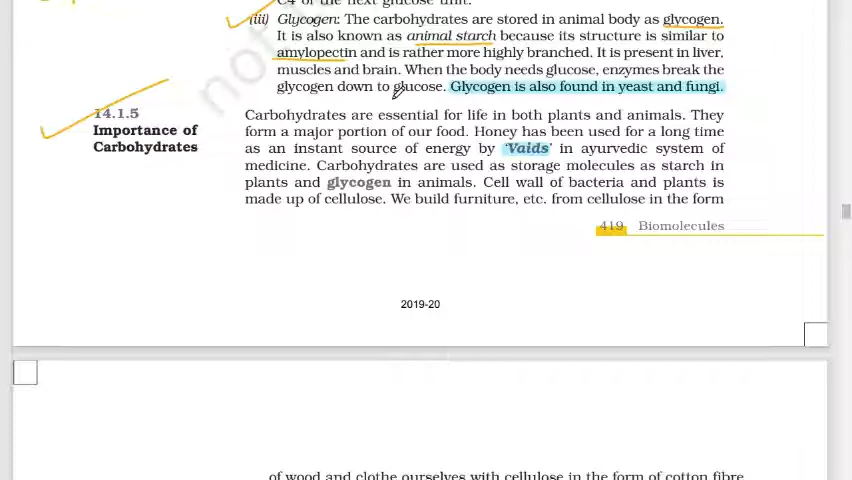 C4 of the next glucose unit.
(iii) Glycogen: The carbohydrates are stored in animal body as glycogen.
It is also known as animal starch because its structure is similar to
amylopectin and is rather more highly branched. It is present in liver,
muscles and brain. When the body needs glucose, enzymes break the
glycogen down to glucose. Glycogen is also found in yeast and fungi.
14.1.5
Importance of
Carbohydrates
Carbohydrates are essential for life in both plants and animals. They
form a major portion of our food. Honey has been used for a long time
as an instant source of energy by ‘Vaids’ in ayurvedic system of
medicine. Carbohydrates are used as storage molecules as starch in
plants and glycogen in animals. Cell wall of bacteria and plants is
made up of cellulose. We build furniture, etc. from cellulose in the form
419 Biomolecules
2019-20
of wood and clothe ourselves with cellulose in the form of cotton fibre
not